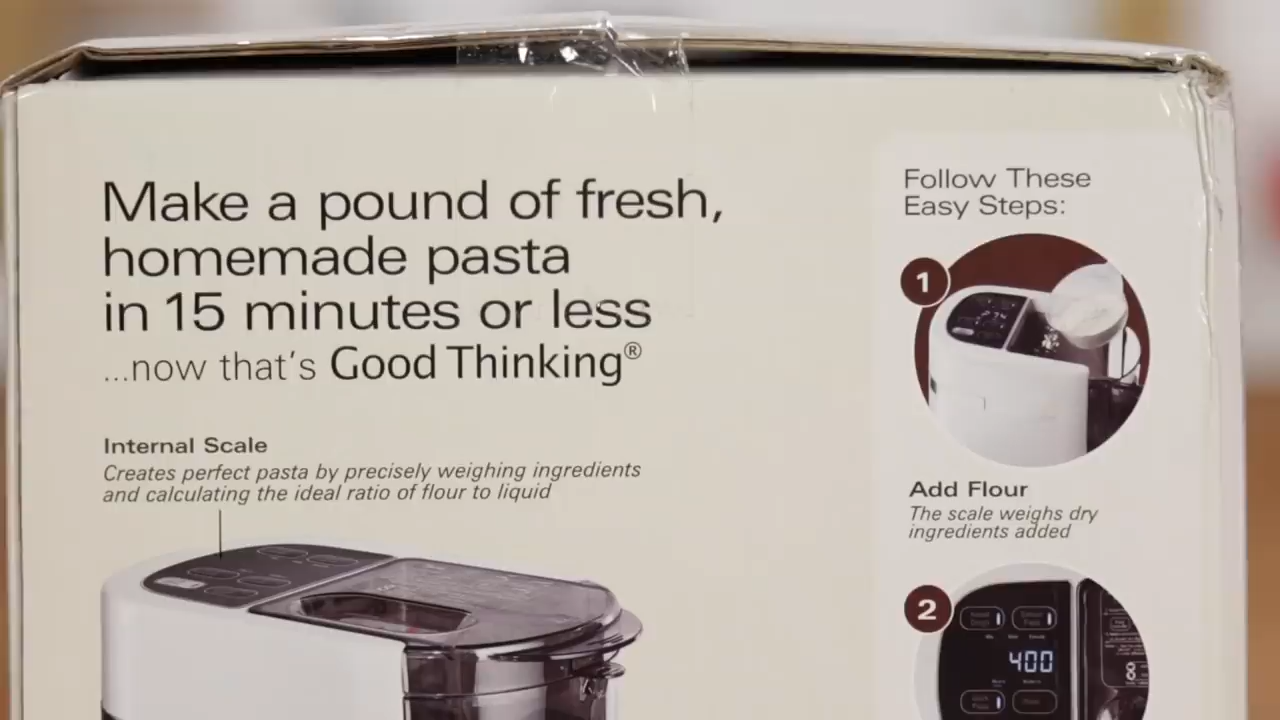 Make a pound of fresh,
homemade pasta
in 15 minutes or less
...now that's Good Thinking®
Internal Scale
Creates perfect pasta by precisely weighing ingredients
and calculating the ideal ratio of flour to liquid
Follow These
Easy Steps:
1
Add Flour
The scale weighs dry
ingredients added
2
400